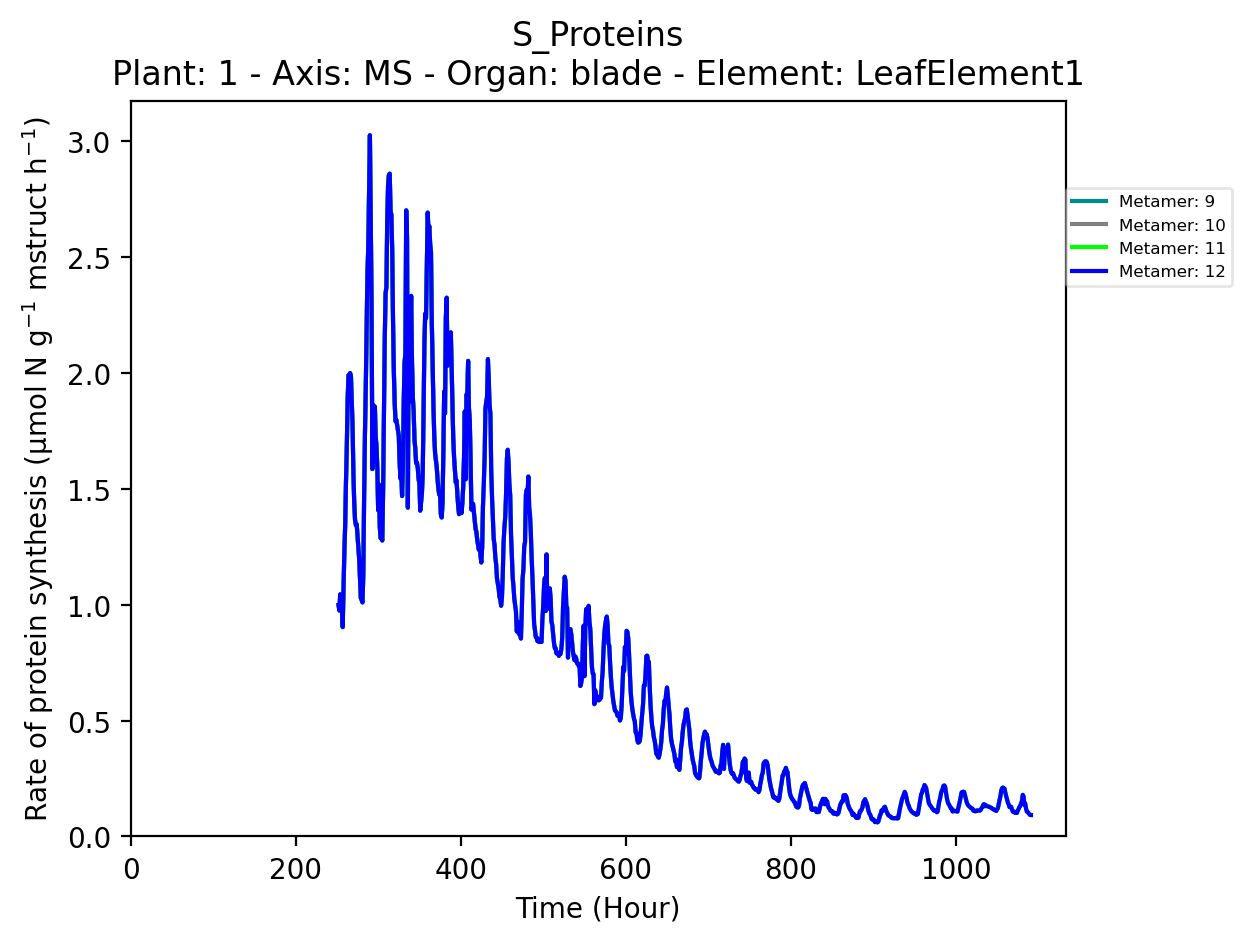 S_Proteins
Plant: 1 - Axis: MS - Organ: blade - Element: LeafElement1
Rate of protein synthesis (µmol N g⁻¹ mstruct h⁻¹)
3.0
2.5
2.0
1.5
1.0
0.5
0.0
0 200 400 600 800 1000
Time (Hour)
Metamer: 9
Metamer: 10
Metamer: 11
Metamer: 12